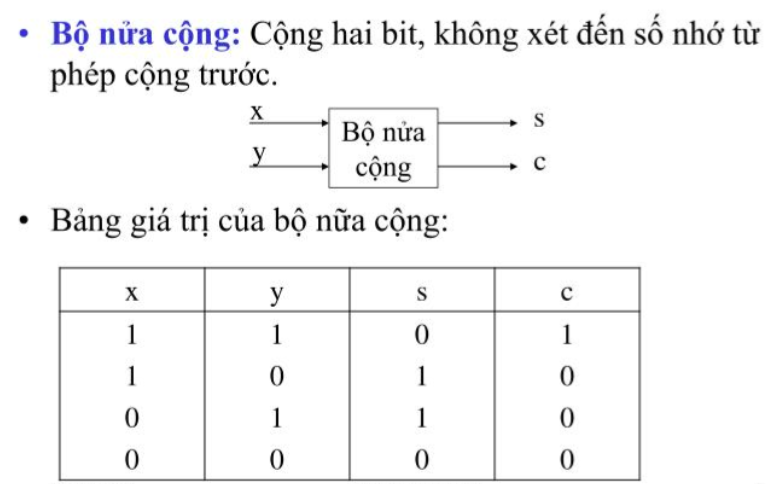 • Bộ nửa cộng: Cộng hai bit, không xét đến số nhớ từ
phép cộng trước.
x
y
Bộ nửa
cộng
s
c
• Bảng giá trị của bộ nữa cộng:
x y s c
1 1 0 1
1 0 1 0
0 1 1 0
0 0 0 0